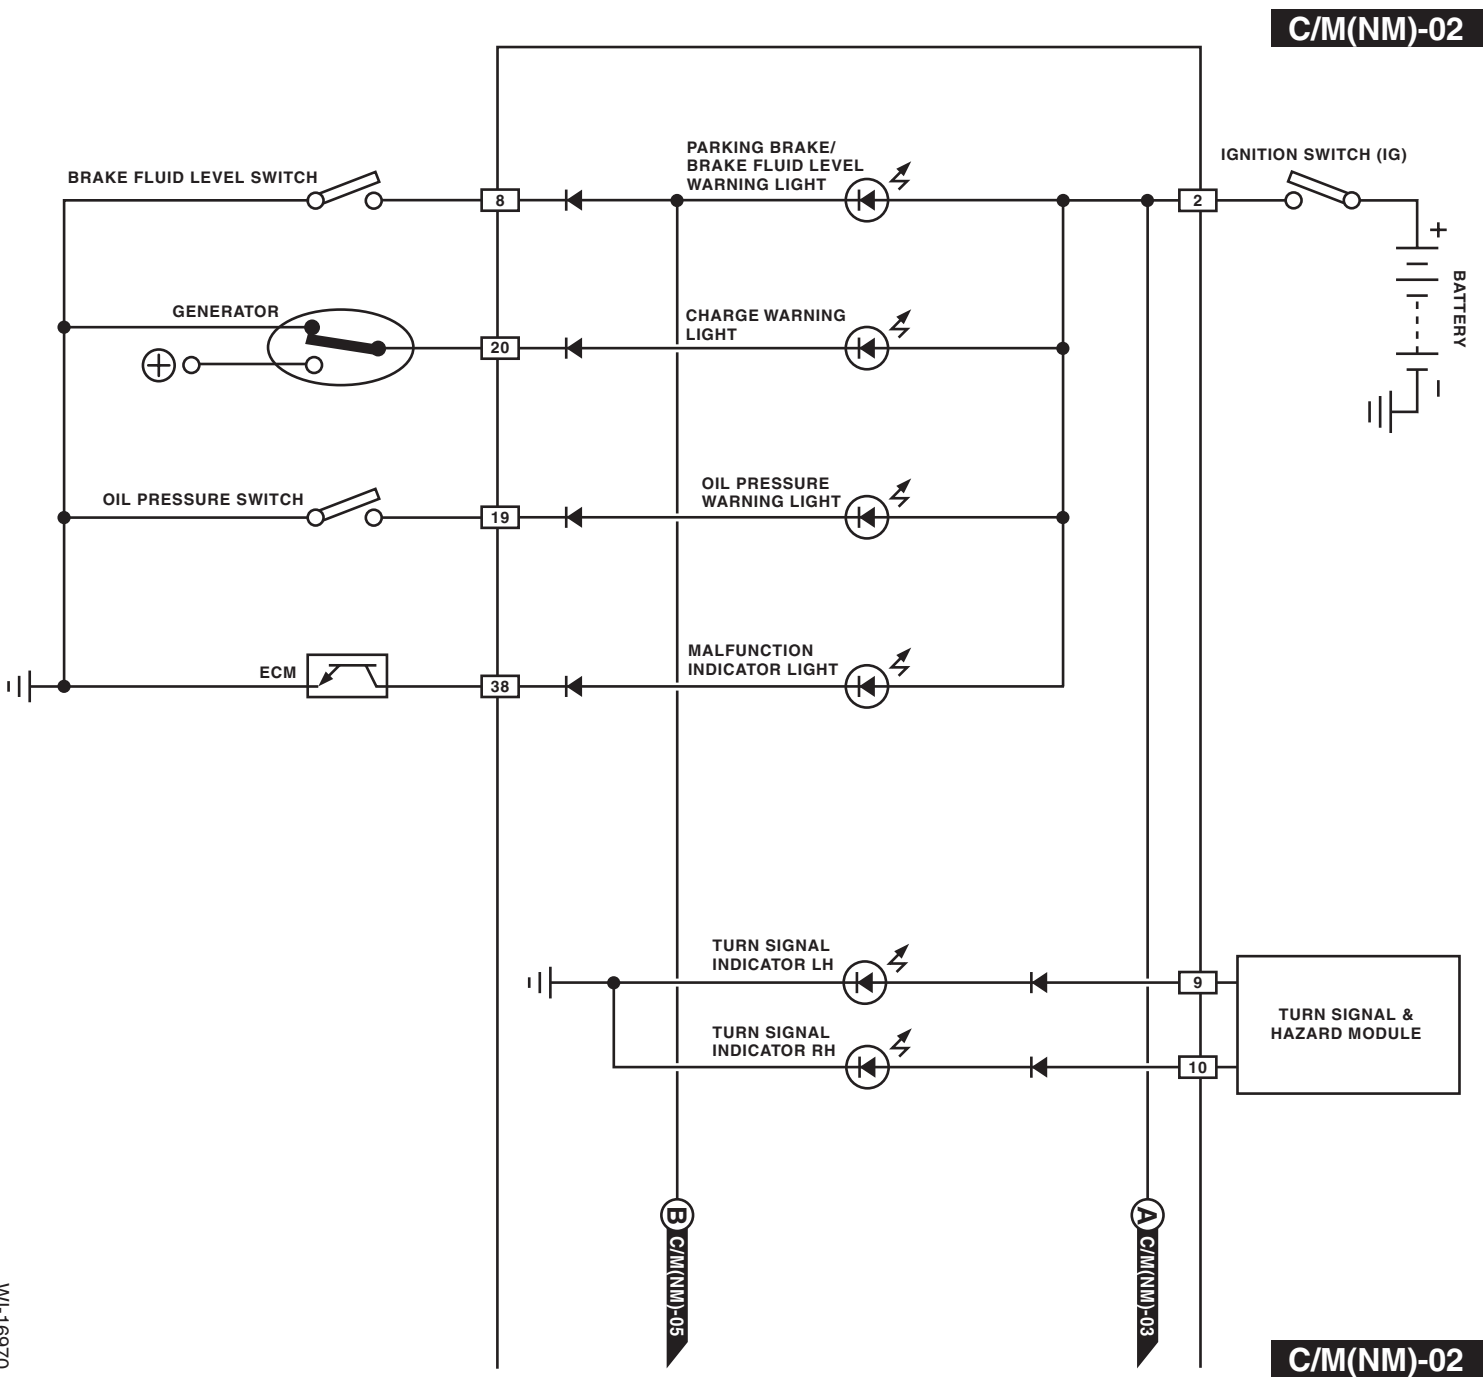 C/M(NM)-02
PARKING BRAKE/
BRAKE FLUID LEVEL
WARNING LIGHT
IGNITION SWITCH (IG)
BRAKE FLUID LEVEL SWITCH
8
2
+
BATTERY
–
GENERATOR
CHARGE WARNING
LIGHT
20
OIL PRESSURE SWITCH
OIL PRESSURE
WARNING LIGHT
19
ECM
MALFUNCTION
INDICATOR LIGHT
38
TURN SIGNAL
INDICATOR LH
9
TURN SIGNAL &
HAZARD MODULE
TURN SIGNAL
INDICATOR RH
10
B C/M(NM)-05
A C/M(NM)-03
WI-16970
C/M(NM)-02